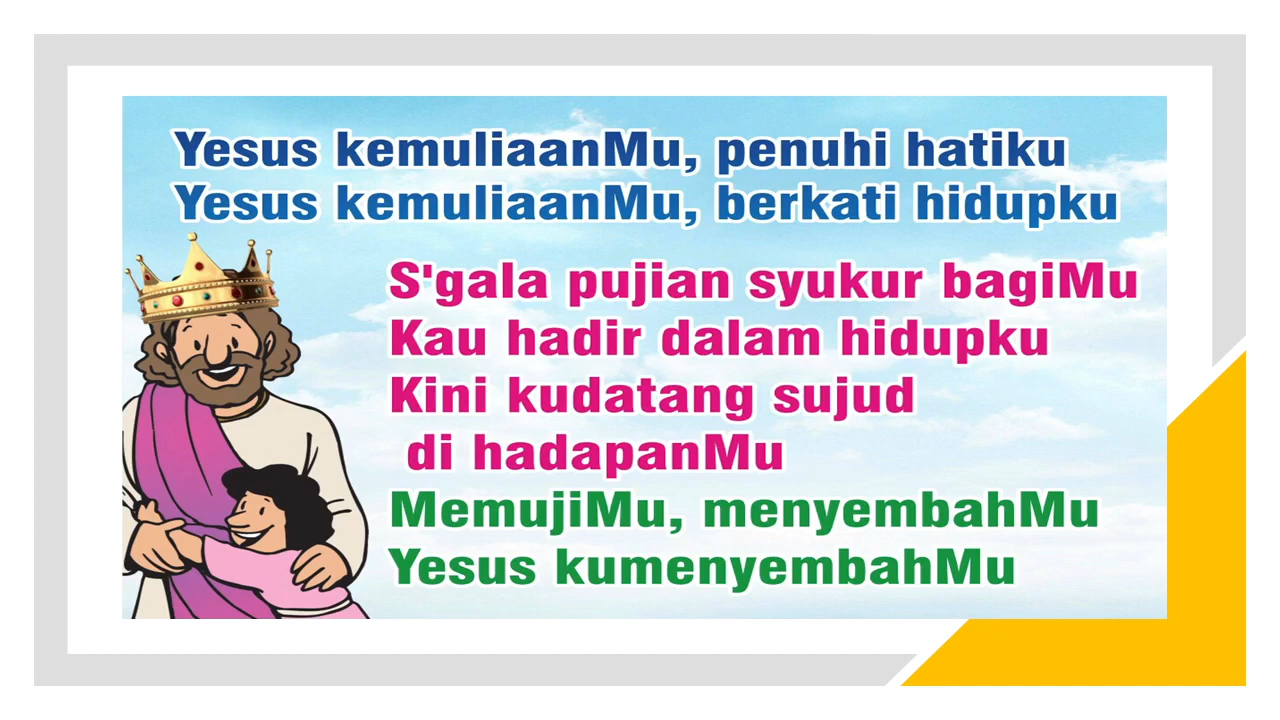 Yesus kemuliaanMu, penuhi hatiku
Yesus kemuliaanMu, berkati hidupku
S'gala pujian syukur bagiMu
Kau hadir dalam hidupku
Kini kudatang sujud
di hadapanMu
MemujiMu, menyembahMu
Yesus kumenyembahMu